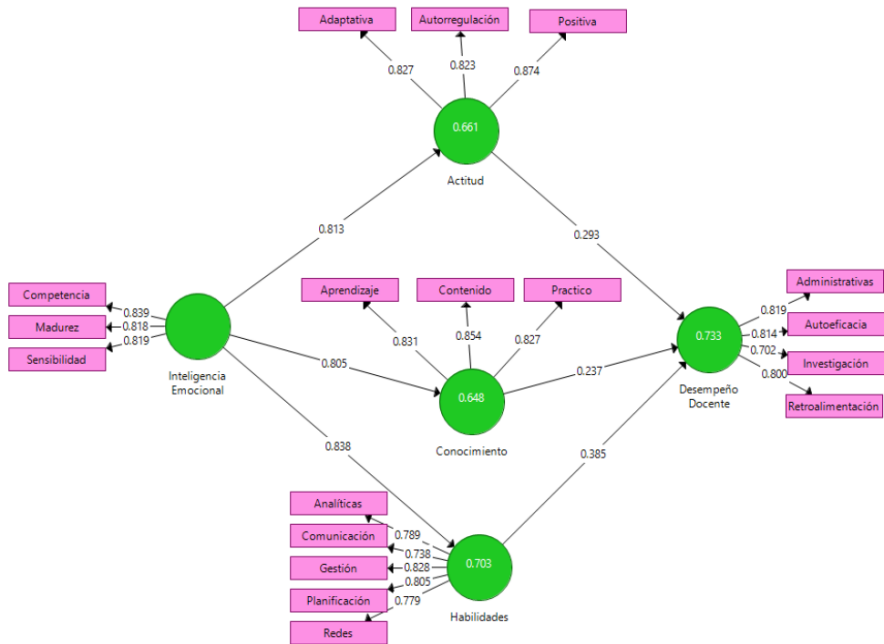 Adaptativa
Autorregulación
Positiva
0.827
0.823
0.874
0.661
Actitud
0.813
0.293
Competencia
Madurez
Sensibilidad
0.839
0.818
0.819
Inteligencia
Emocional
Aprendizaje
Contenido
Practico
0.831
0.854
0.827
0.805
0.648
Conocimiento
0.237
Administrativas
Autoeficacia
Investigación
Retroalimentación
0.819
0.814
0.702
0.800
0.733
Desempeño
Docente
0.838
0.385
Analíticas
Comunicación
Gestión
Planificación
Redes
0.789
0.738
0.828
0.805
0.779
0.703
Habilidades